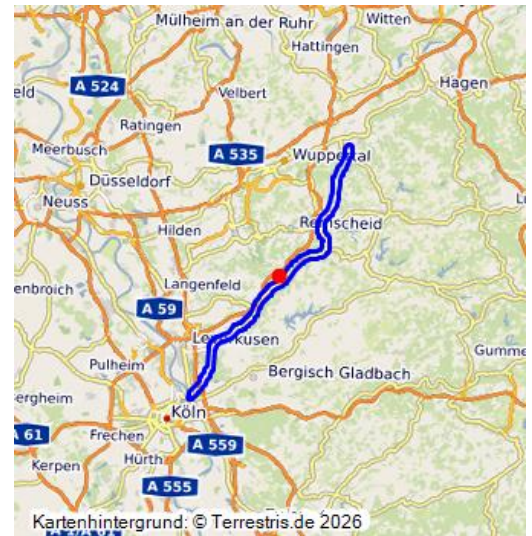 Mülheim an der Ruhr
Witten
Hattingen
A 524
Velbert
Hagen
Ratingen
Meerbusch
A 535
Wuppertal
Düsseldorf
Neuss
Hilden
Remscheid
Langenfeld
A 59
Leverkusen
Pulheim
Gumme
Bergisch Gladbach
Köln
A 61
Frechen
A 559
Hürth
Kerpen
A 555
Kartenhintergrund: © Terrestris.de 2026